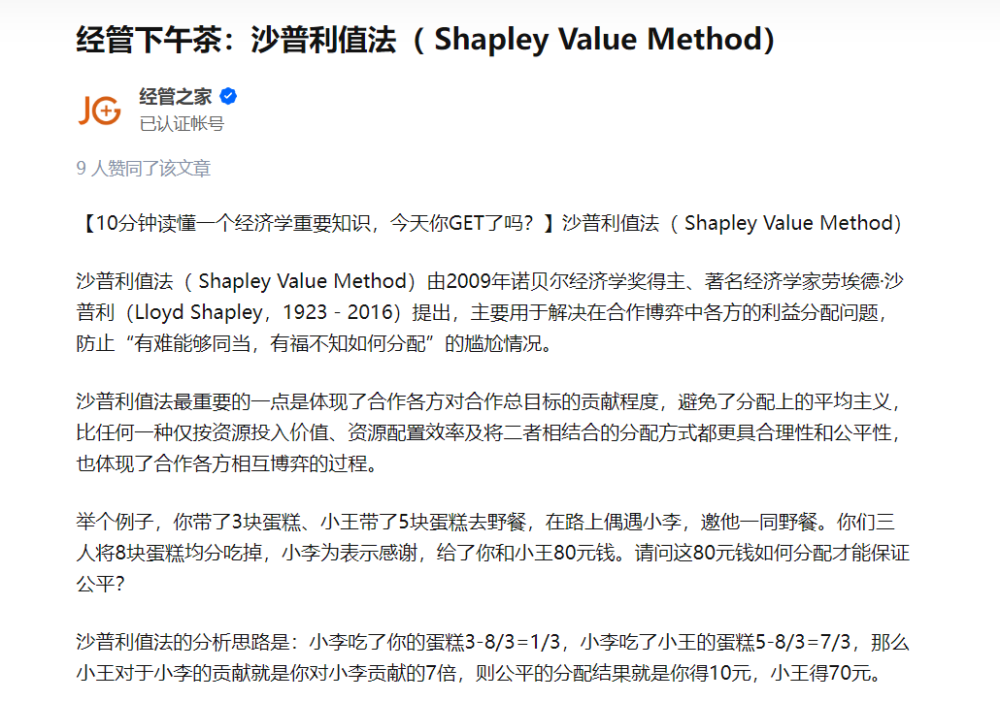 经管下午茶：沙普利值法（ Shapley Value Method）
JG
经管之家
已认证帐号
9 人赞同了该文章
【10分钟读懂一个经济学重要知识，今天你GET了吗？】沙普利值法（ Shapley Value Method）
沙普利值法（ Shapley Value Method）由2009年诺贝尔经济学奖得主、著名经济学家劳埃德·沙
普利（Lloyd Shapley，1923 - 2016）提出，主要用于解决在合作博弈中各方的利益分配问题，
防止“有难能够同当，有福不知如何分配”的尴尬情况。
沙普利值法最重要的一点是体现了合作各方对合作总目标的贡献程度，避免了分配上的平均主义，
比任何一种仅按资源投入价值、资源配置效率及将二者相结合的分配方式都更具合理性和公平性，
也体现了合作各方相互博弈的过程。
举个例子，你带了3块蛋糕、小王带了5块蛋糕去野餐，在路上偶遇小李，邀他一同野餐。你们三
人将8块蛋糕均分吃掉，小李为表示感谢，给了你和小王80元钱。请问这80元钱如何分配才能保证
公平？
沙普利值法的分析思路是：小李吃了你的蛋糕3-8/3=1/3，小李吃了小王的蛋糕5-8/3=7/3，那么
小王对于小李的贡献就是你对小李贡献的7倍，则公平的分配结果就是你得10元，小王得70元。